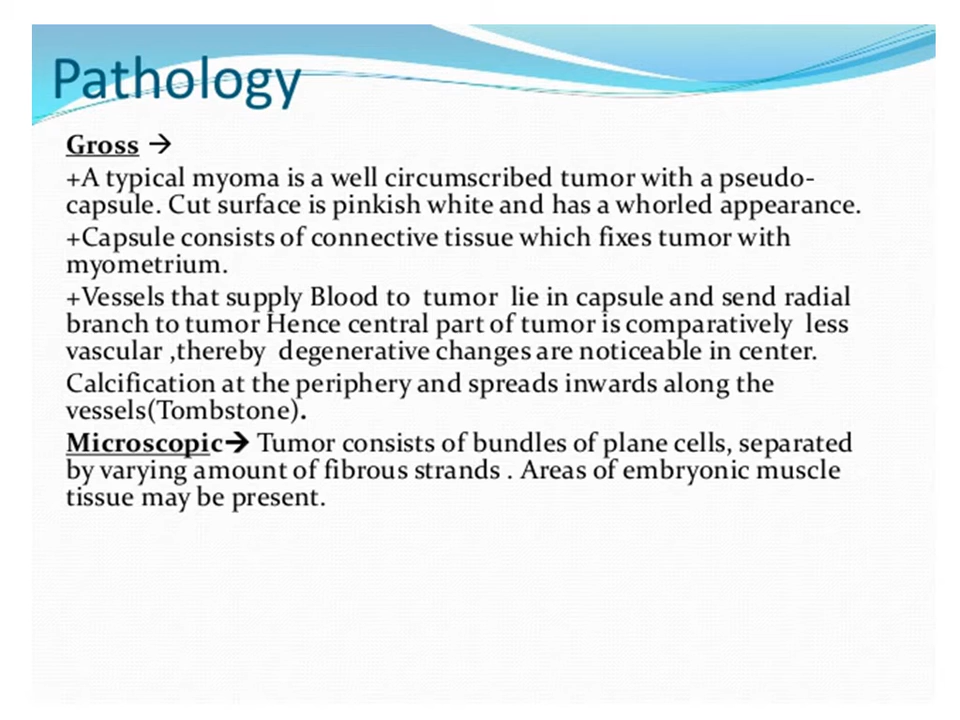 Pathology
Gross →
+A typical myoma is a well circumscribed tumor with a pseudo-
capsule. Cut surface is pinkish white and has a whorled appearance.
+Capsule consists of connective tissue which fixes tumor with
myometrium.
+Vessels that supply Blood to tumor lie in capsule and send radial
branch to tumor Hence central part of tumor is comparatively less
vascular ,thereby degenerative changes are noticeable in center.
Calcification at the periphery and spreads inwards along the
vessels(Tombstone).
Microscopic→ Tumor consists of bundles of plane cells, separated
by varying amount of fibrous strands . Areas of embryonic muscle
tissue may be present.